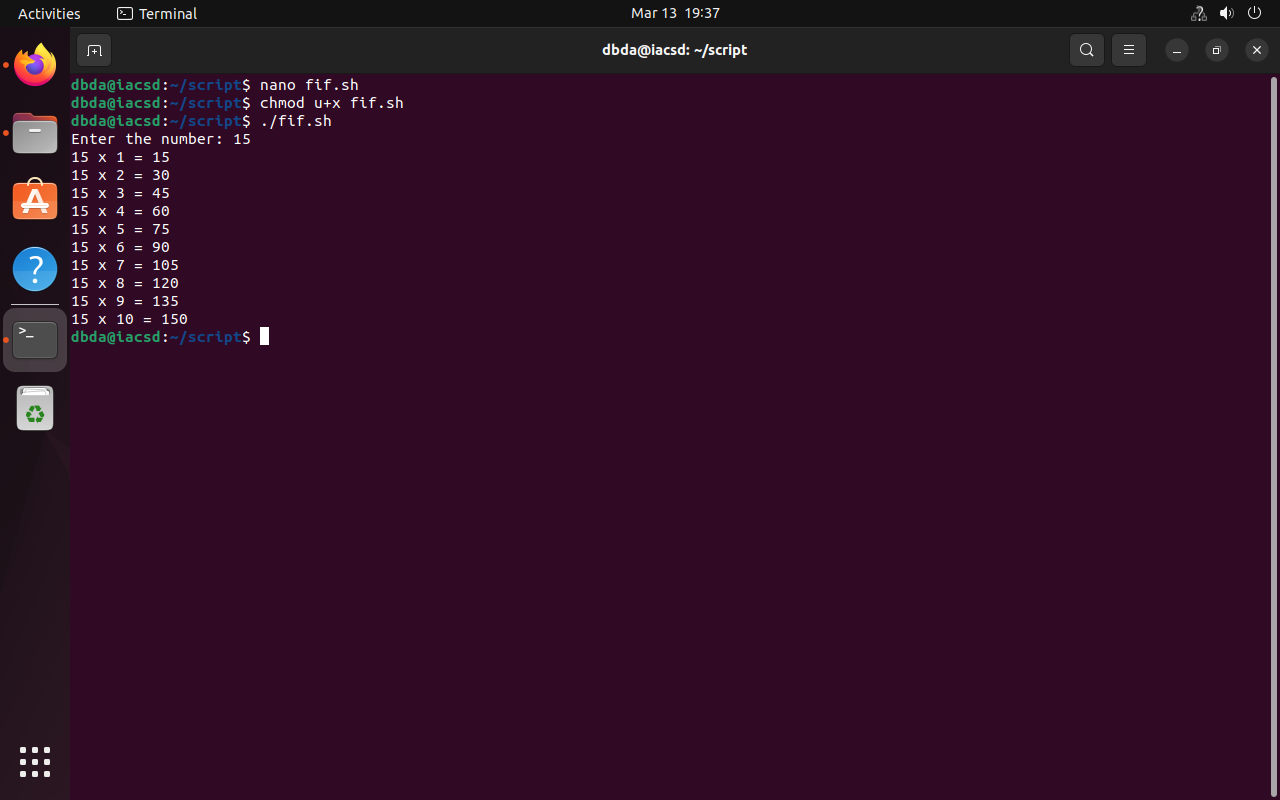 Activities Terminal Mar 13 19:37
dbda@iacsd: ~/script
dbda@iacsd:~/script$ nano fif.sh
dbda@iacsd:~/script$ chmod u+x fif.sh
dbda@iacsd:~/script$ ./fif.sh
Enter the number: 15
15 x 1 = 15
15 x 2 = 30
15 x 3 = 45
15 x 4 = 60
15 x 5 = 75
15 x 6 = 90
15 x 7 = 105
15 x 8 = 120
15 x 9 = 135
15 x 10 = 150
dbda@iacsd:~/script$